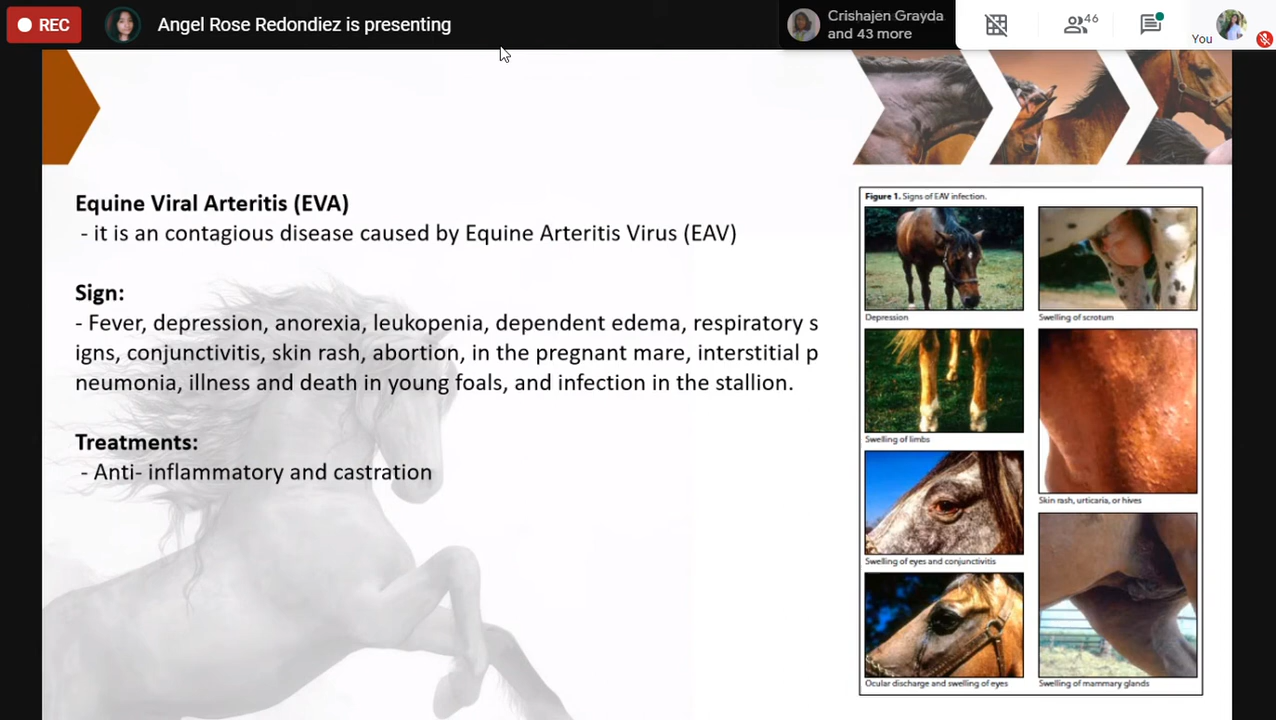 REC
Angel Rose Redondiez is presenting
Crishajen Grayda
and 43 more
46
You
Equine Viral Arteritis (EVA)
- it is an contagious disease caused by Equine Arteritis Virus (EAV)
Sign:
- Fever, depression, anorexia, leukopenia, dependent edema, respiratory s
igns, conjunctivitis, skin rash, abortion, in the pregnant mare, interstitial p
neumonia, illness and death in young foals, and infection in the stallion.
Treatments:
- Anti- inflammatory and castration
Figure 1. Signs of EAV infection.
Depression
Swelling of scrotum
Swelling of limbs
Skin rash, urticaria, or hives
Swelling of eyes and conjunctivitis
Ocular discharge and swelling of eyes
Swelling of mammary glands